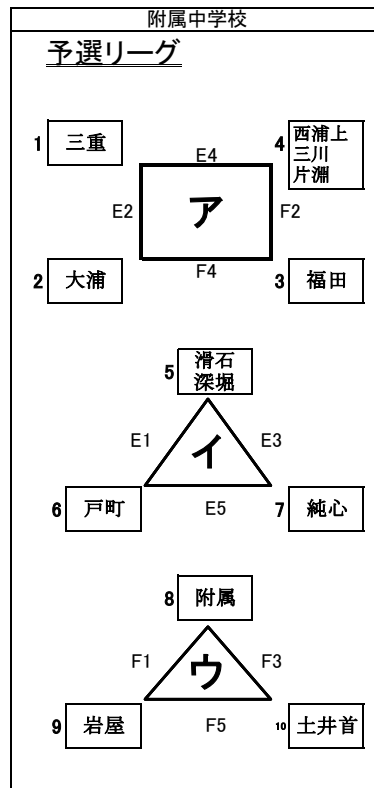 附属中学校
予選リーグ
1 三重
E4
4 西浦上
三川
片淵
E2
ア
F2
2 大浦
F4
3 福田
5 滑石
深堀
E1
イ
E3
6 戸町
E5
7 純心
8 附属
F1
ウ
F3
9 岩屋
F5
10 土井首